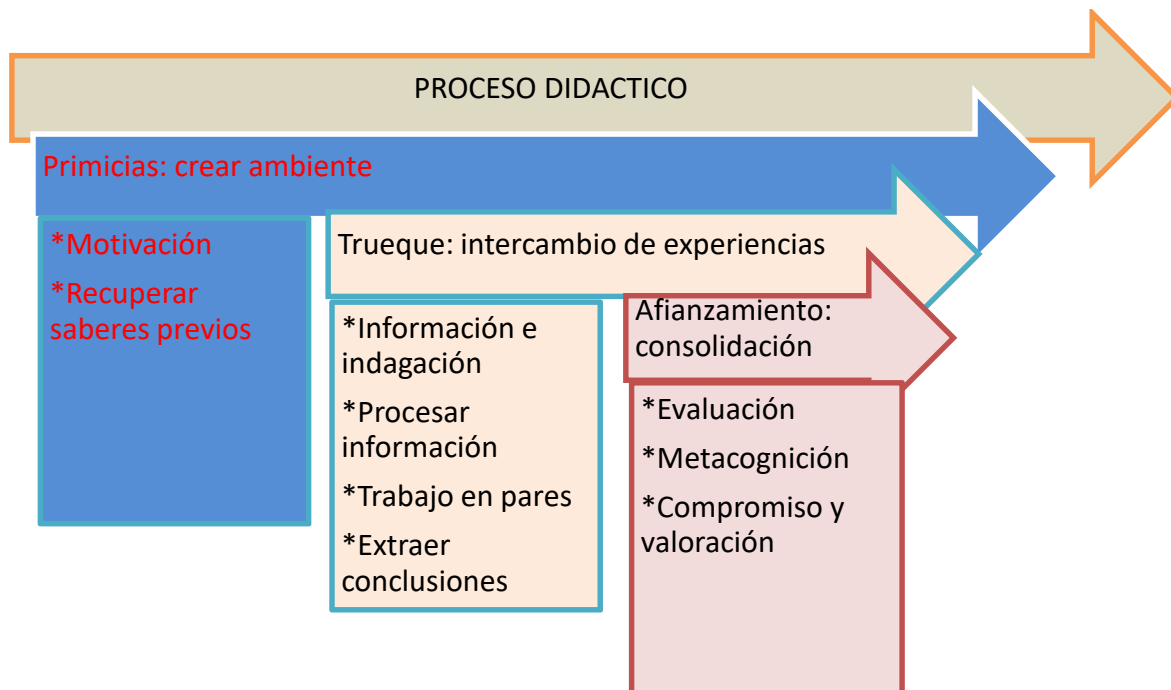 PROCESO DIDACTICO
Primicias: crear ambiente
*Motivación
*Recuperar
saberes previos
Trueque: intercambio de experiencias
*Información e
indagación
*Procesar
información
*Trabajo en pares
*Extraer
conclusiones
Afianzamiento:
consolidación
*Evaluación
*Metacognición
*Compromiso y
valoración